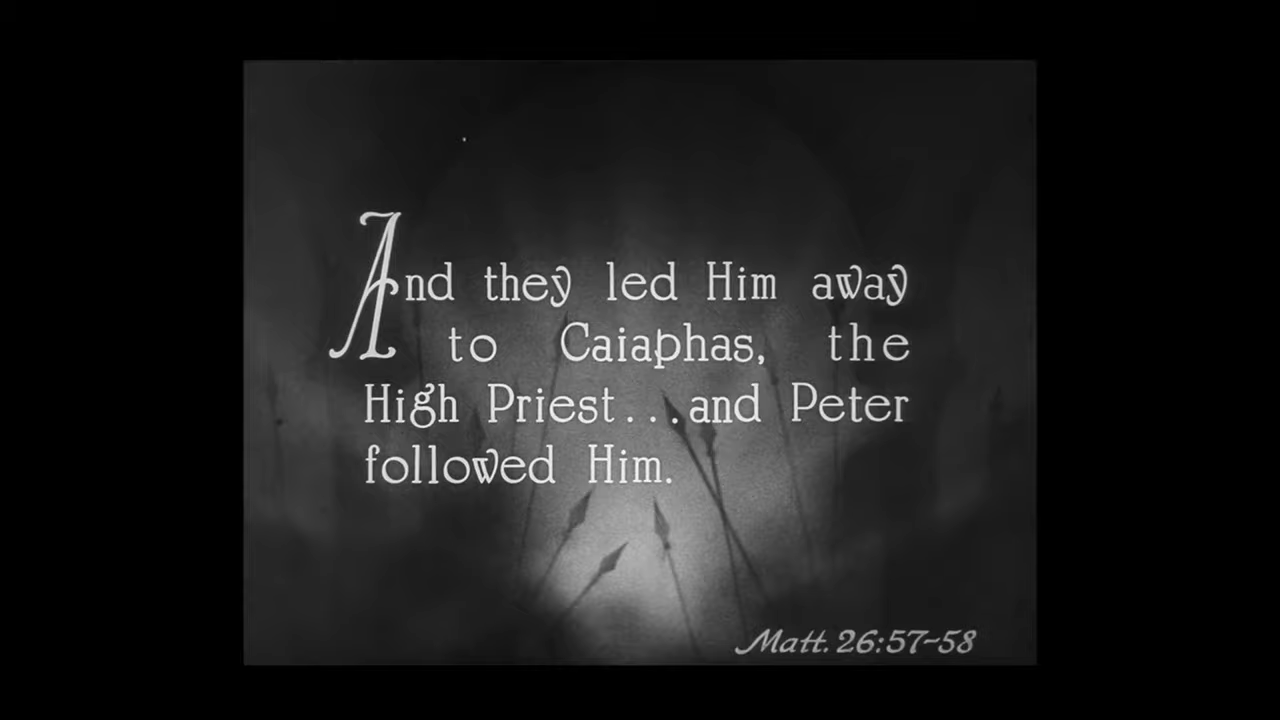 And they led Him away
to Caiaphas, the
High Priest...and Peter
followed Him.
Matt. 26:57-58